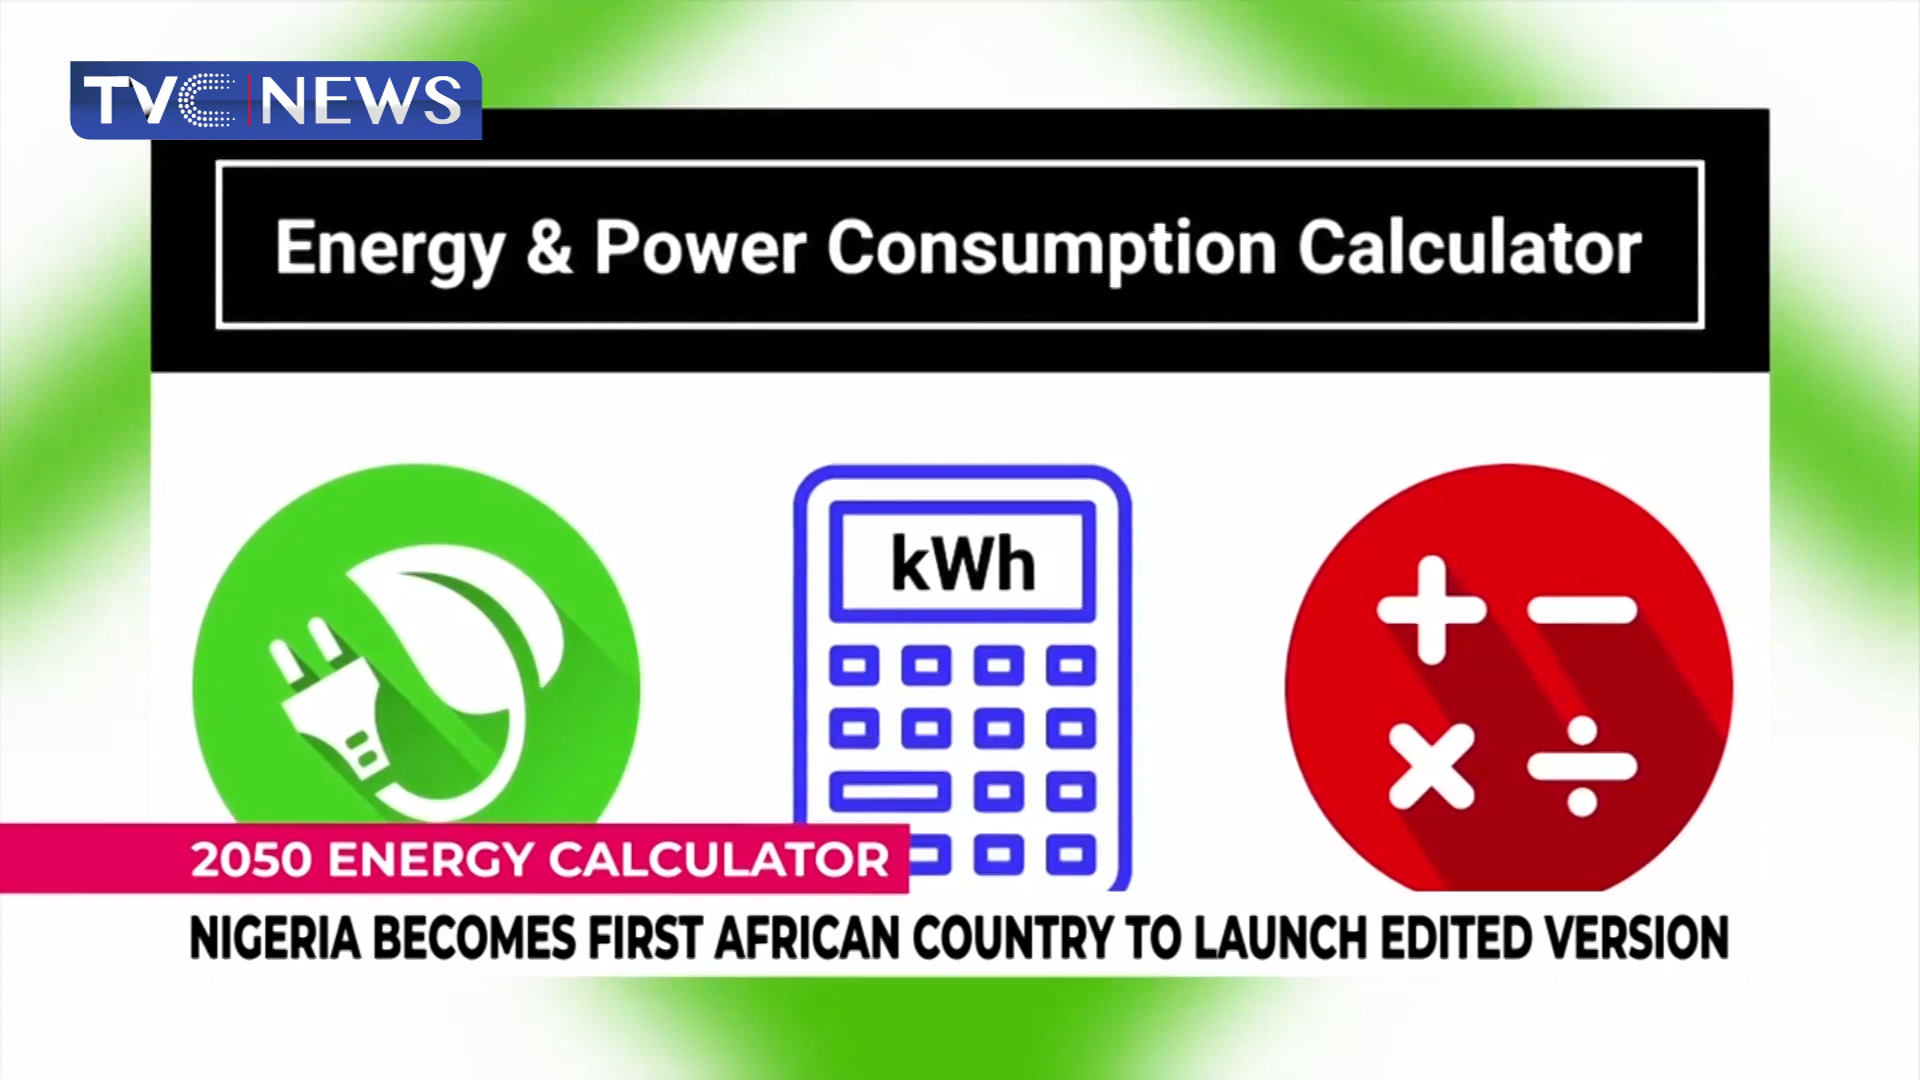 TVC NEWS
Energy & Power Consumption Calculator
kWh
2050 ENERGY CALCULATOR
NIGERIA BECOMES FIRST AFRICAN COUNTRY TO LAUNCH EDITED VERSION